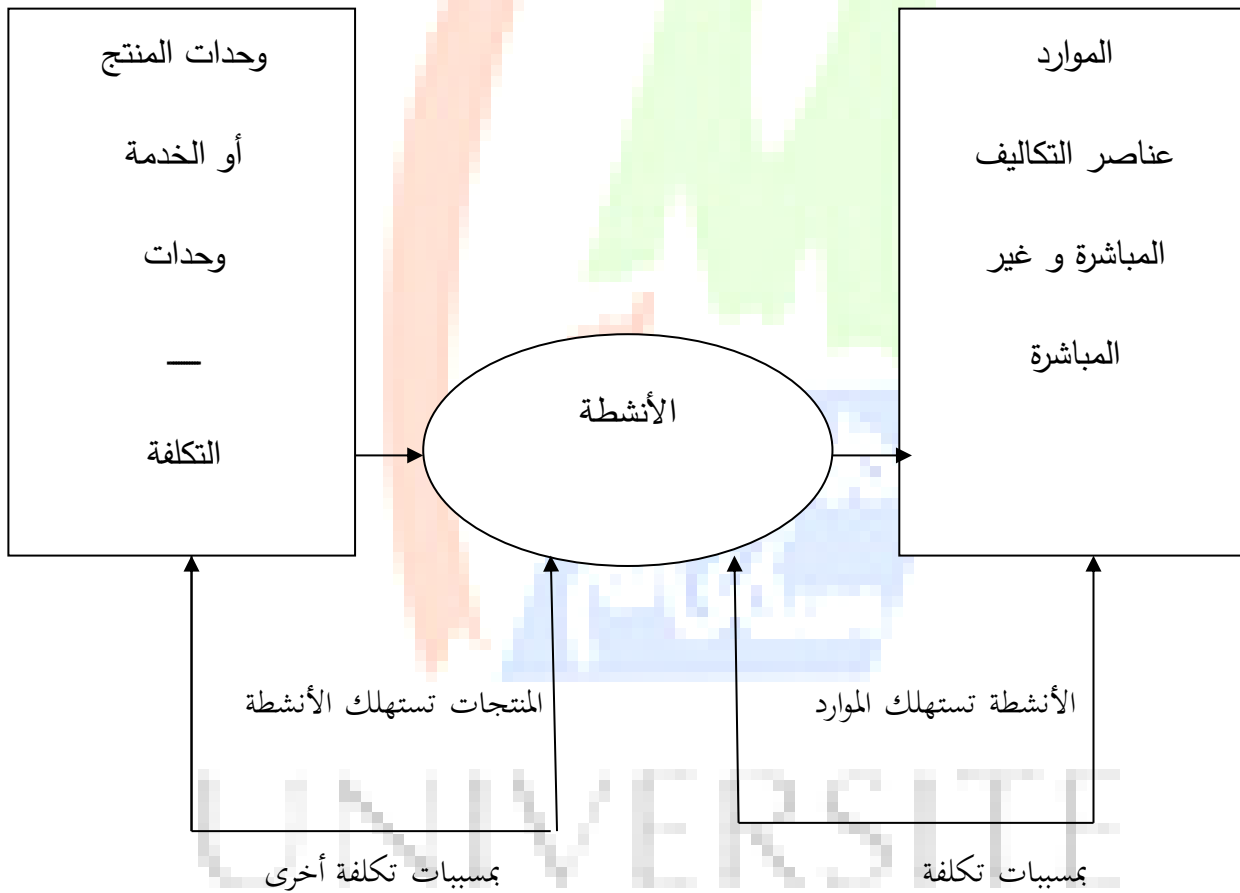 الموارد
عناصر التكاليف
المباشرة و غير
المباشرة
الأنشطة
وحدات المنتج
أو الخدمة
وحدات
—
التكلفة
الأنشطة تستهلك الموارد
المنتجات تستهلك الأنشطة
بمسببات تكلفة
بمسببات تكلفة أخرى
UNIVERSITE